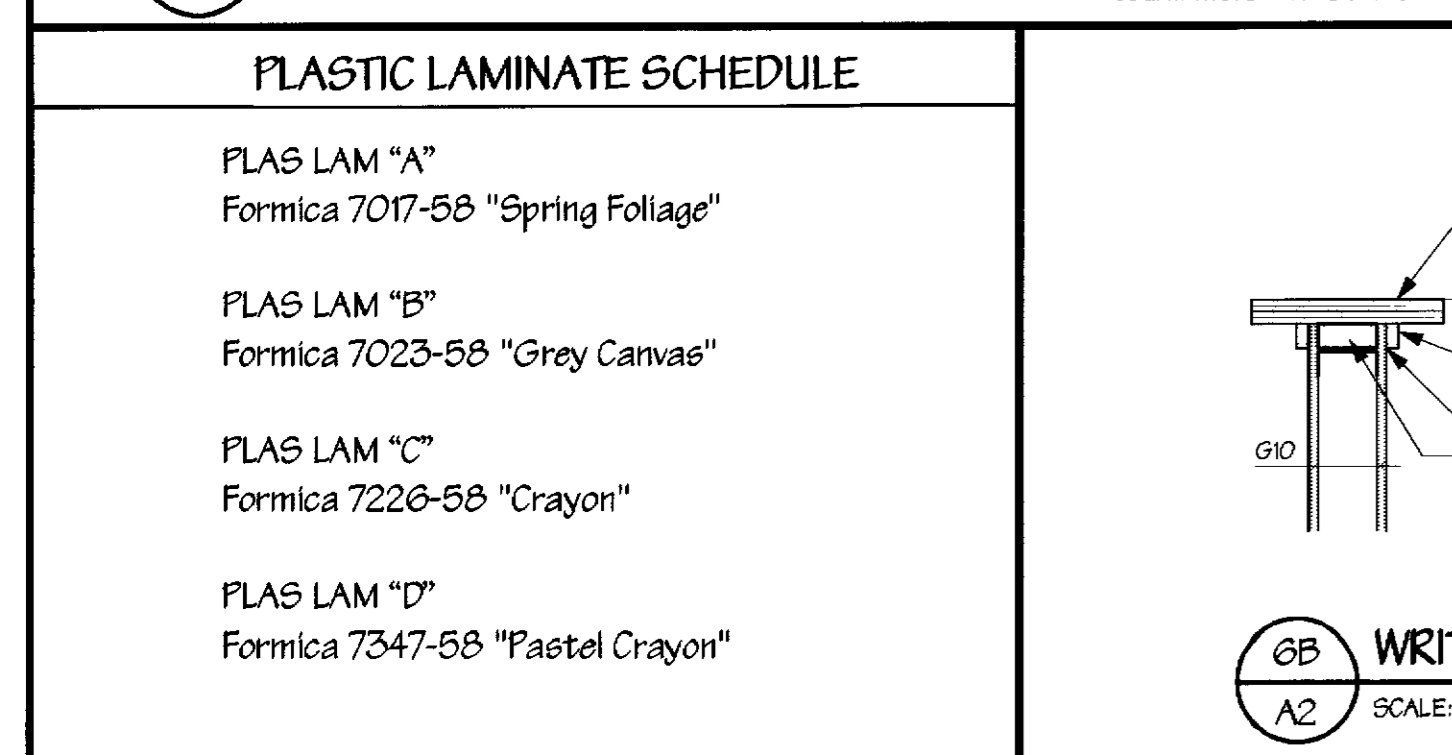 PLASTIC LAMINATE SCHEDULE
PLAS LAM “A”
Formica 7017-58 "Spring Foliage"
PLAS LAM “B”
Formica 7023-58 "Grey Canvas"
PLAS LAM “C”
Formica 7226-58 "Crayon"
PLAS LAM “D”
Formica 7347-58 "Pastel Crayon"
G10
6B
A2
SCALE: